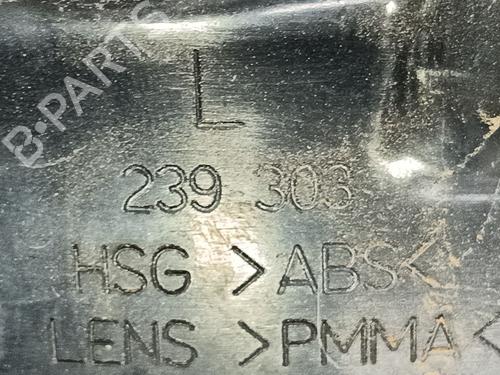 B-PARTS
L
239 303
HSG >ABS<
LENS >PMMA<